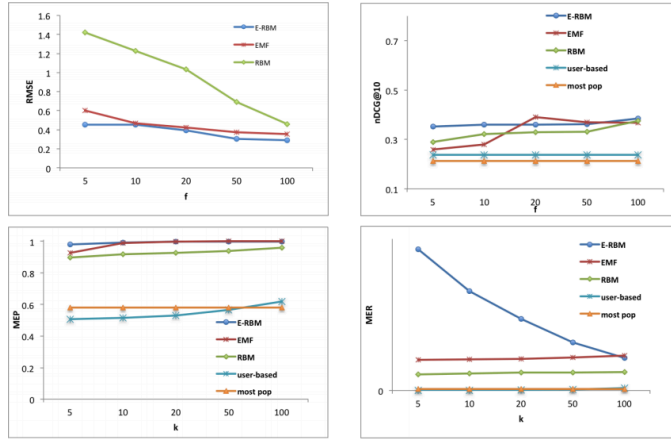 1.6
1.4
1.2
1
0.8
0.6
0.4
0.2
0
RMSE
5 10 20 50 100
f
E-RBM
EMF
RBM
0.7
0.5
0.3
0.1
nDCG@10
5 10 20 50 100
f
E-RBM
EMF
RBM
user-based
most pop
1
0.8
0.6
0.4
0.2
0
MEP
5 10 20 50 100
k
E-RBM
EMF
RBM
user-based
most pop
0
MER
5 10 20 50 100
k
E-RBM
EMF
RBM
user-based
most pop